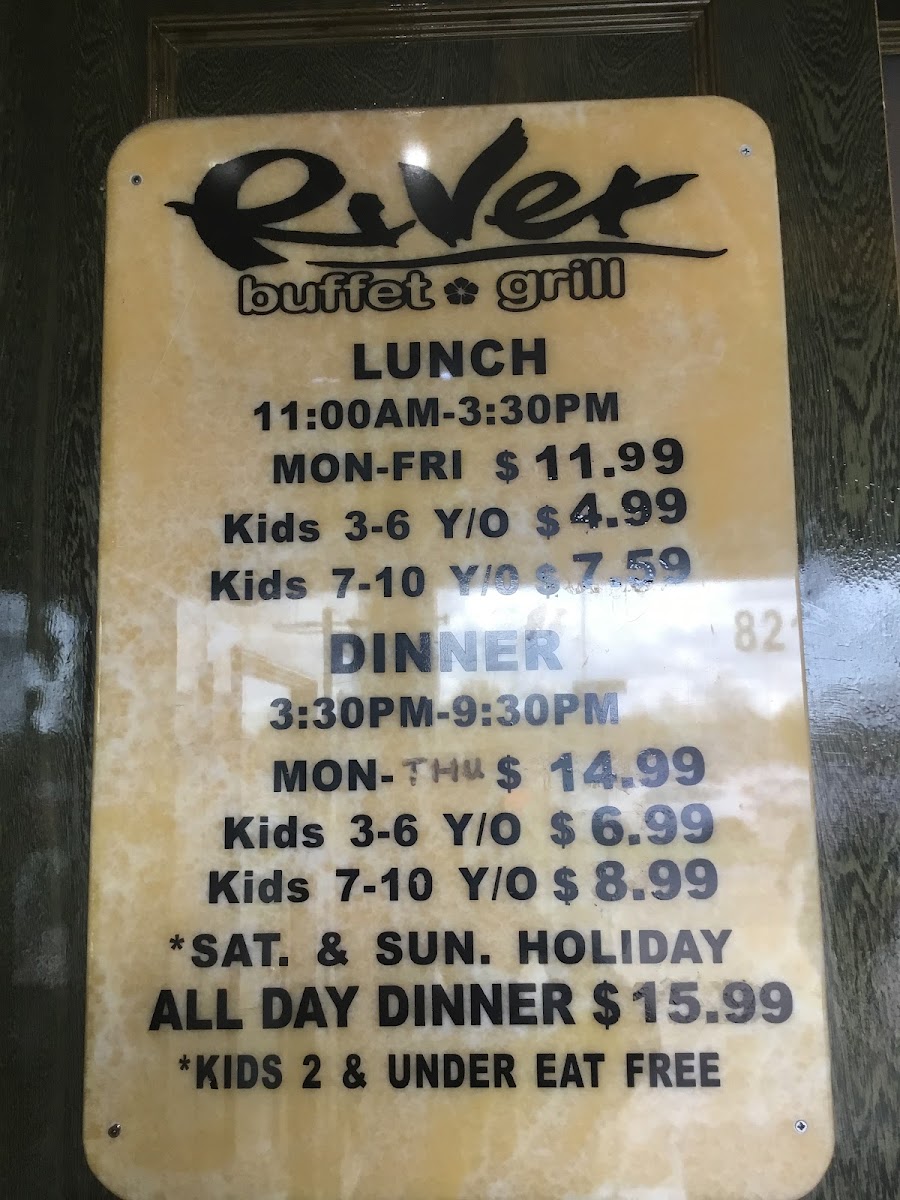 River
buffet grill
LUNCH
11:00AM-3:30PM
MON-FRI $ 11.99
Kids 3-6 Y/O $ 4.99
Kids 7-10 Y/O $ 7.59
DINNER
821
3:30PM-9:30PM
MON-THU $ 14.99
Kids 3-6 Y/O $ 6.99
Kids 7-10 Y/O $ 8.99
*SAT. & SUN. HOLIDAY
ALL DAY DINNER $ 15.99
*KIDS 2 & UNDER EAT FREE